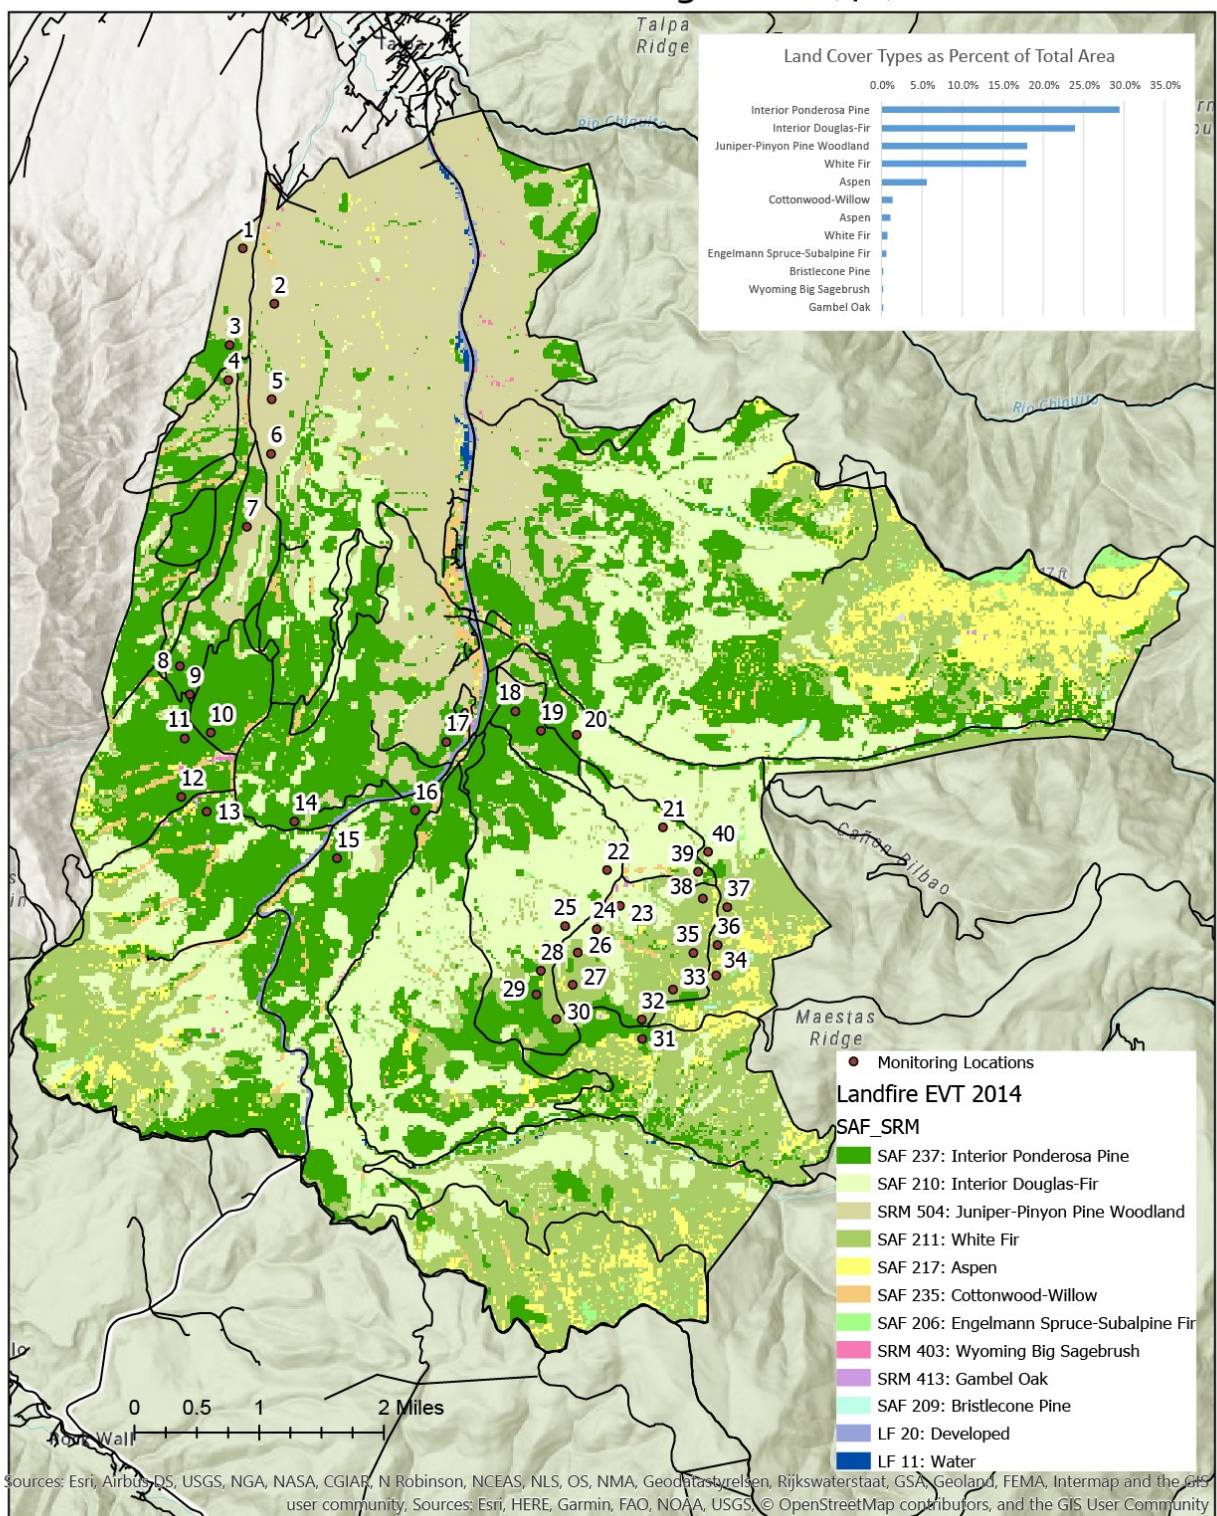 Talpa
Ridge
Talpa
Rio Chiquito
Land Cover Types as Percent of Total Area
0.0% 5.0% 10.0% 15.0% 20.0% 25.0% 30.0% 35.0%
Interior Ponderosa Pine
Interior Douglas-Fir
Juniper-Pinyon Pine Woodland
White Fir
Aspen
Cottonwood-Willow
Aspen
White Fir
Engelmann Spruce-Subalpine Fir
Bristlecone Pine
Wyoming Big Sagebrush
Gambel Oak
Rio Chiquito
1
2
3
4
5
6
7
8
9
10
11
12
13
14
15
16
17
18
19
20
21
22
23
24
25
26
27
28
29
30
31
32
33
34
35
36
37
38
39
40
Cañon Bilbao
Maestas
Ridge
Monitoring Locations
Landfire EVT 2014
SAF_SRM
SAF 237: Interior Ponderosa Pine
SAF 210: Interior Douglas-Fir
SRM 504: Juniper-Pinyon Pine Woodland
SAF 211: White Fir
SAF 217: Aspen
SAF 235: Cottonwood-Willow
SAF 206: Engelmann Spruce-Subalpine Fir
SRM 403: Wyoming Big Sagebrush
SRM 413: Gambel Oak
SAF 209: Bristlecone Pine
LF 20: Developed
LF 11: Water
0 0.5 1 2 Miles
Wall
Sources: Esri, Airbus DS, USGS, NGA, NASA, CGIAR, N Robinson, NCEAS, NLS, OS, NMA, Geodatastyrelsen, Rijkswaterstaat, GSA, Geoland, FEMA, Intermap and the GIS
user community, Sources: Esri, HERE, Garmin, FAO, NOAA, USGS, © OpenStreetMap contributors, and the GIS User Community